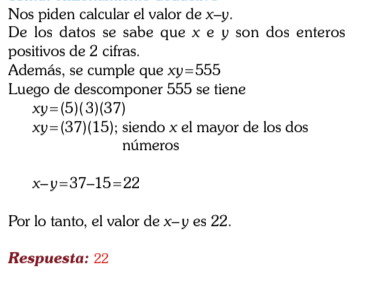 Nos piden calcular el valor de x–y.
De los datos se sabe que x e y son dos enteros
positivos de 2 cifras.
Además, se cumple que xy=555
Luego de descomponer 555 se tiene
xy=(5)(3)(37)
xy=(37)(15); siendo x el mayor de los dos
números
x–y=37–15=22
Por lo tanto, el valor de x–y es 22.
Respuesta: 22